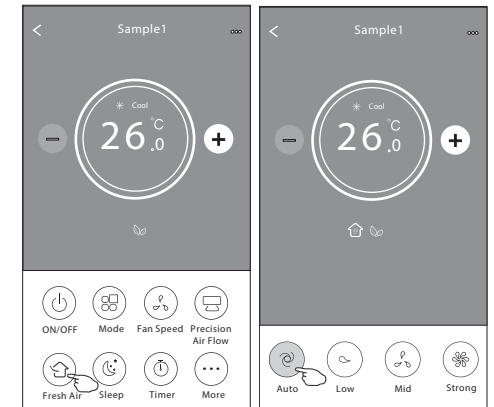 Sample1
Cool
26.0 °C
ON/OFF
Mode
Fan Speed
Precision
Air Flow
Fresh Air
Sleep
Timer
More
Sample1
Cool
26.0 °C
Auto
Low
Mid
Strong